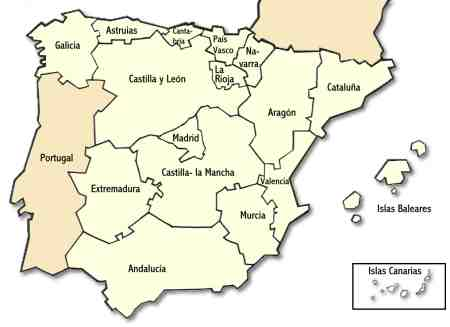 Galicia
Astruias
Canta-
bria
País
Vasco
Na-
varra
La
Rioja
Castilla y León
Aragón
Cataluña
Portugal
Madrid
Extremadura
Castilla- la Mancha
Valencia
Islas Baleares
Murcia
Andalucía
Islas Canarias